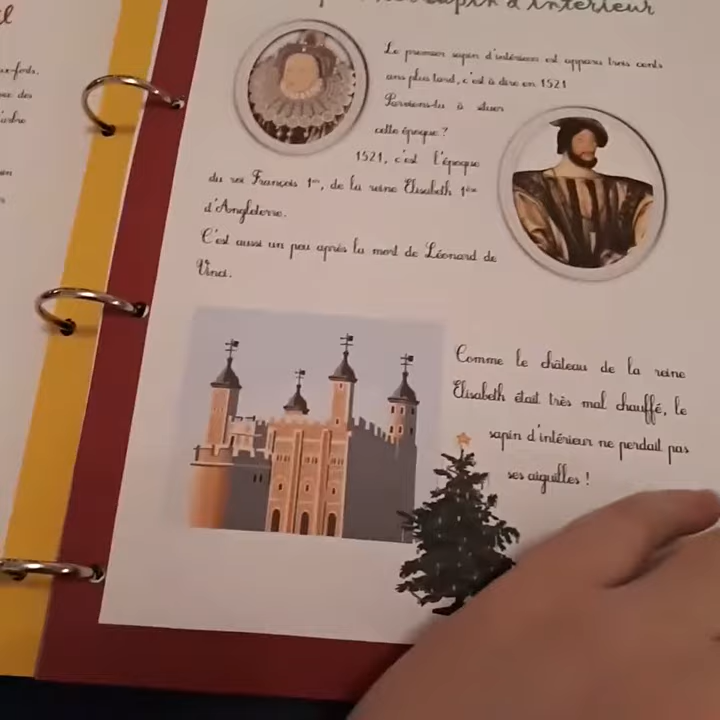 sapin d'intérieur
Le premier sapin d'intérieur est apparu trois cents
ans plus tard, c'est à dire en 1521
Parviens-tu à situer
cette époque ?
1521, c'est l'époque
du roi François 1er, de la reine Elisabeth 1ère
d'Angleterre.
C'est aussi un peu après la mort de Léonard de
Vinci.
Comme le château de la reine
Elisabeth était très mal chauffé, le
sapin d'intérieur ne perdait pas
ses aiguilles !